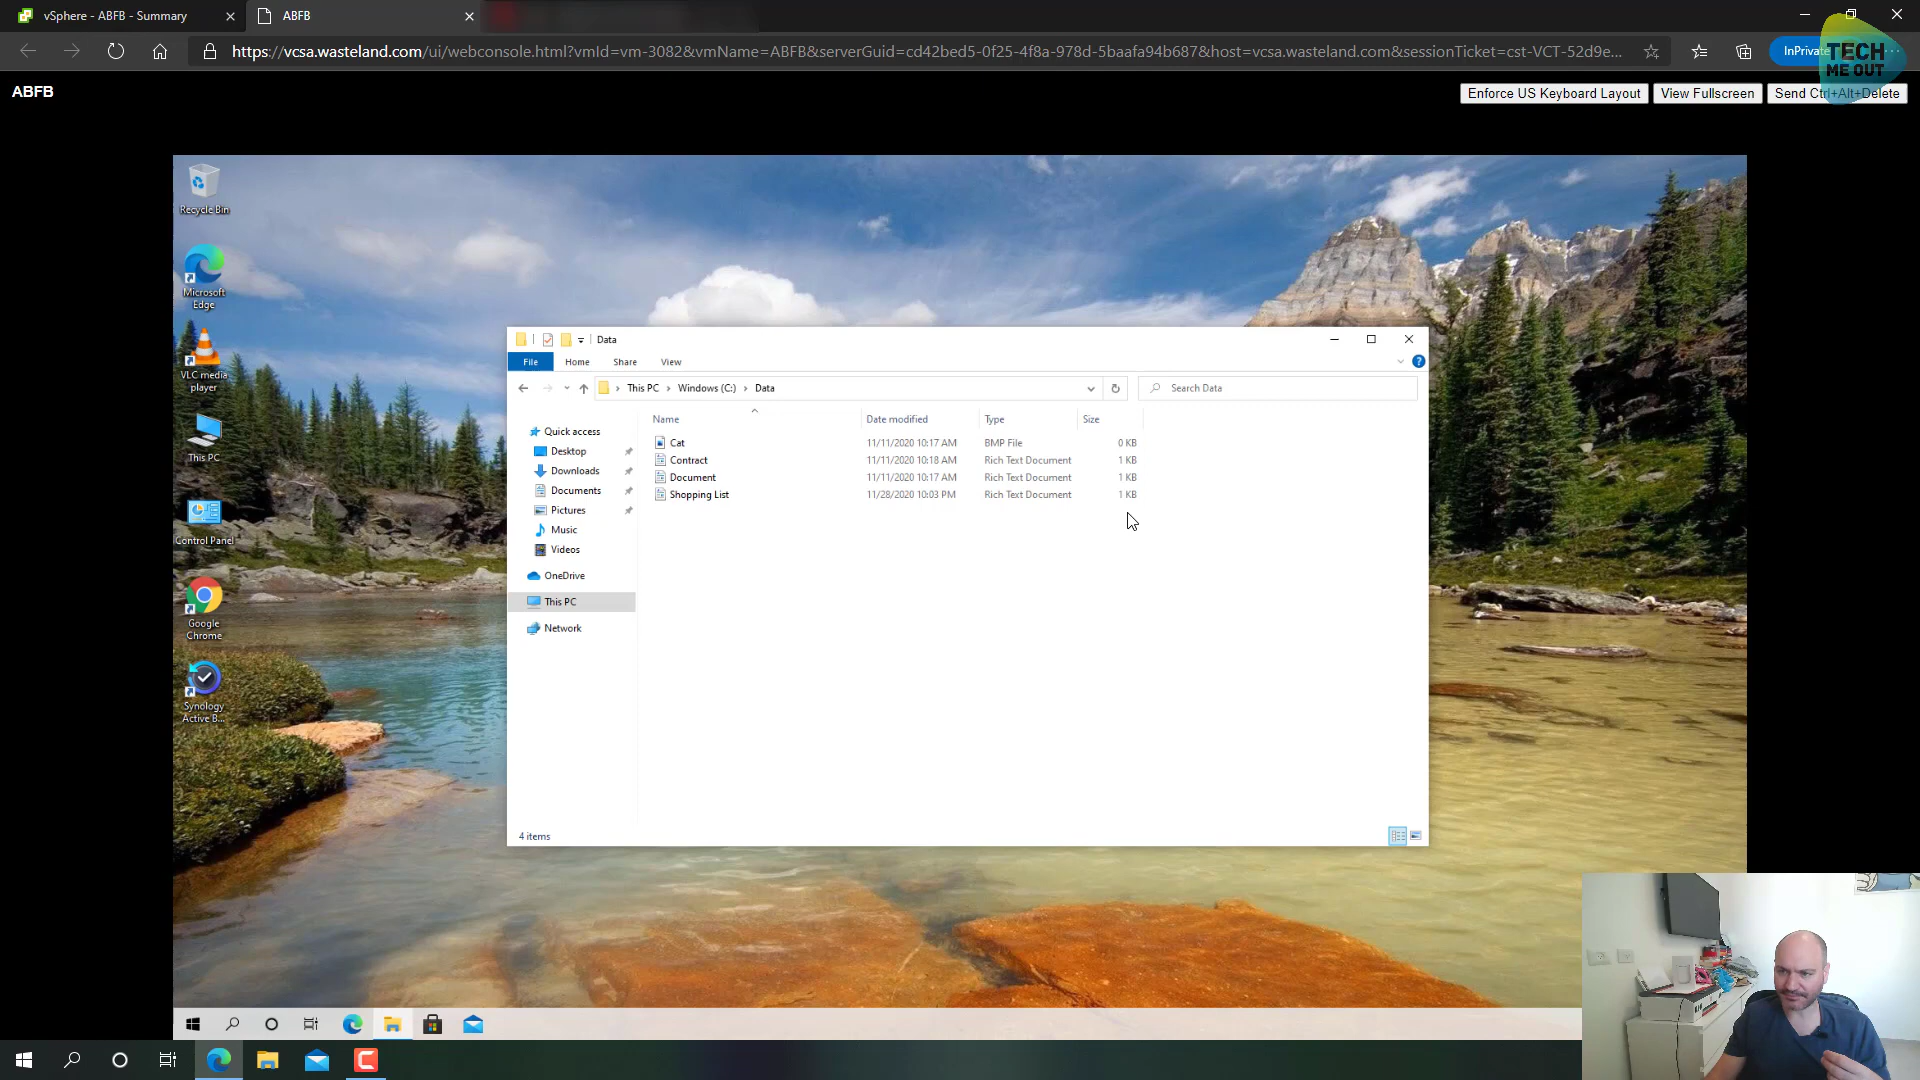 vSphere - ABFB - Summary
ABFB
https://vcsa.wasteland.com/ui/webconsole.html?vmId=vm-3082&vmName=ABFB&serverGuid=cd42bed5-0f25-4f8a-978d-5baafa94b687&host=vcsa.wasteland.com&sessionTicket=cst-VCT-52d9e...
InPrivate
TECH
ME OUT
ABFB
Enforce US Keyboard Layout
View Fullscreen
Send Ctrl+Alt+Delete
Recycle Bin
Microsoft
Edge
VLC media
player
This PC
Control Panel
Google
Chrome
Synology
Active B...
Data
File Home Share View
This PC > Windows (C:) > Data
Search Data
Name Date modified Type Size
Cat 11/11/2020 10:17 AM BMP File 0 KB
Contract 11/11/2020 10:18 AM Rich Text Document 1 KB
Document 11/11/2020 10:17 AM Rich Text Document 1 KB
Shopping List 11/28/2020 10:03 PM Rich Text Document 1 KB
Quick access
Desktop
Downloads
Documents
Pictures
Music
Videos
OneDrive
This PC
Network
4 items